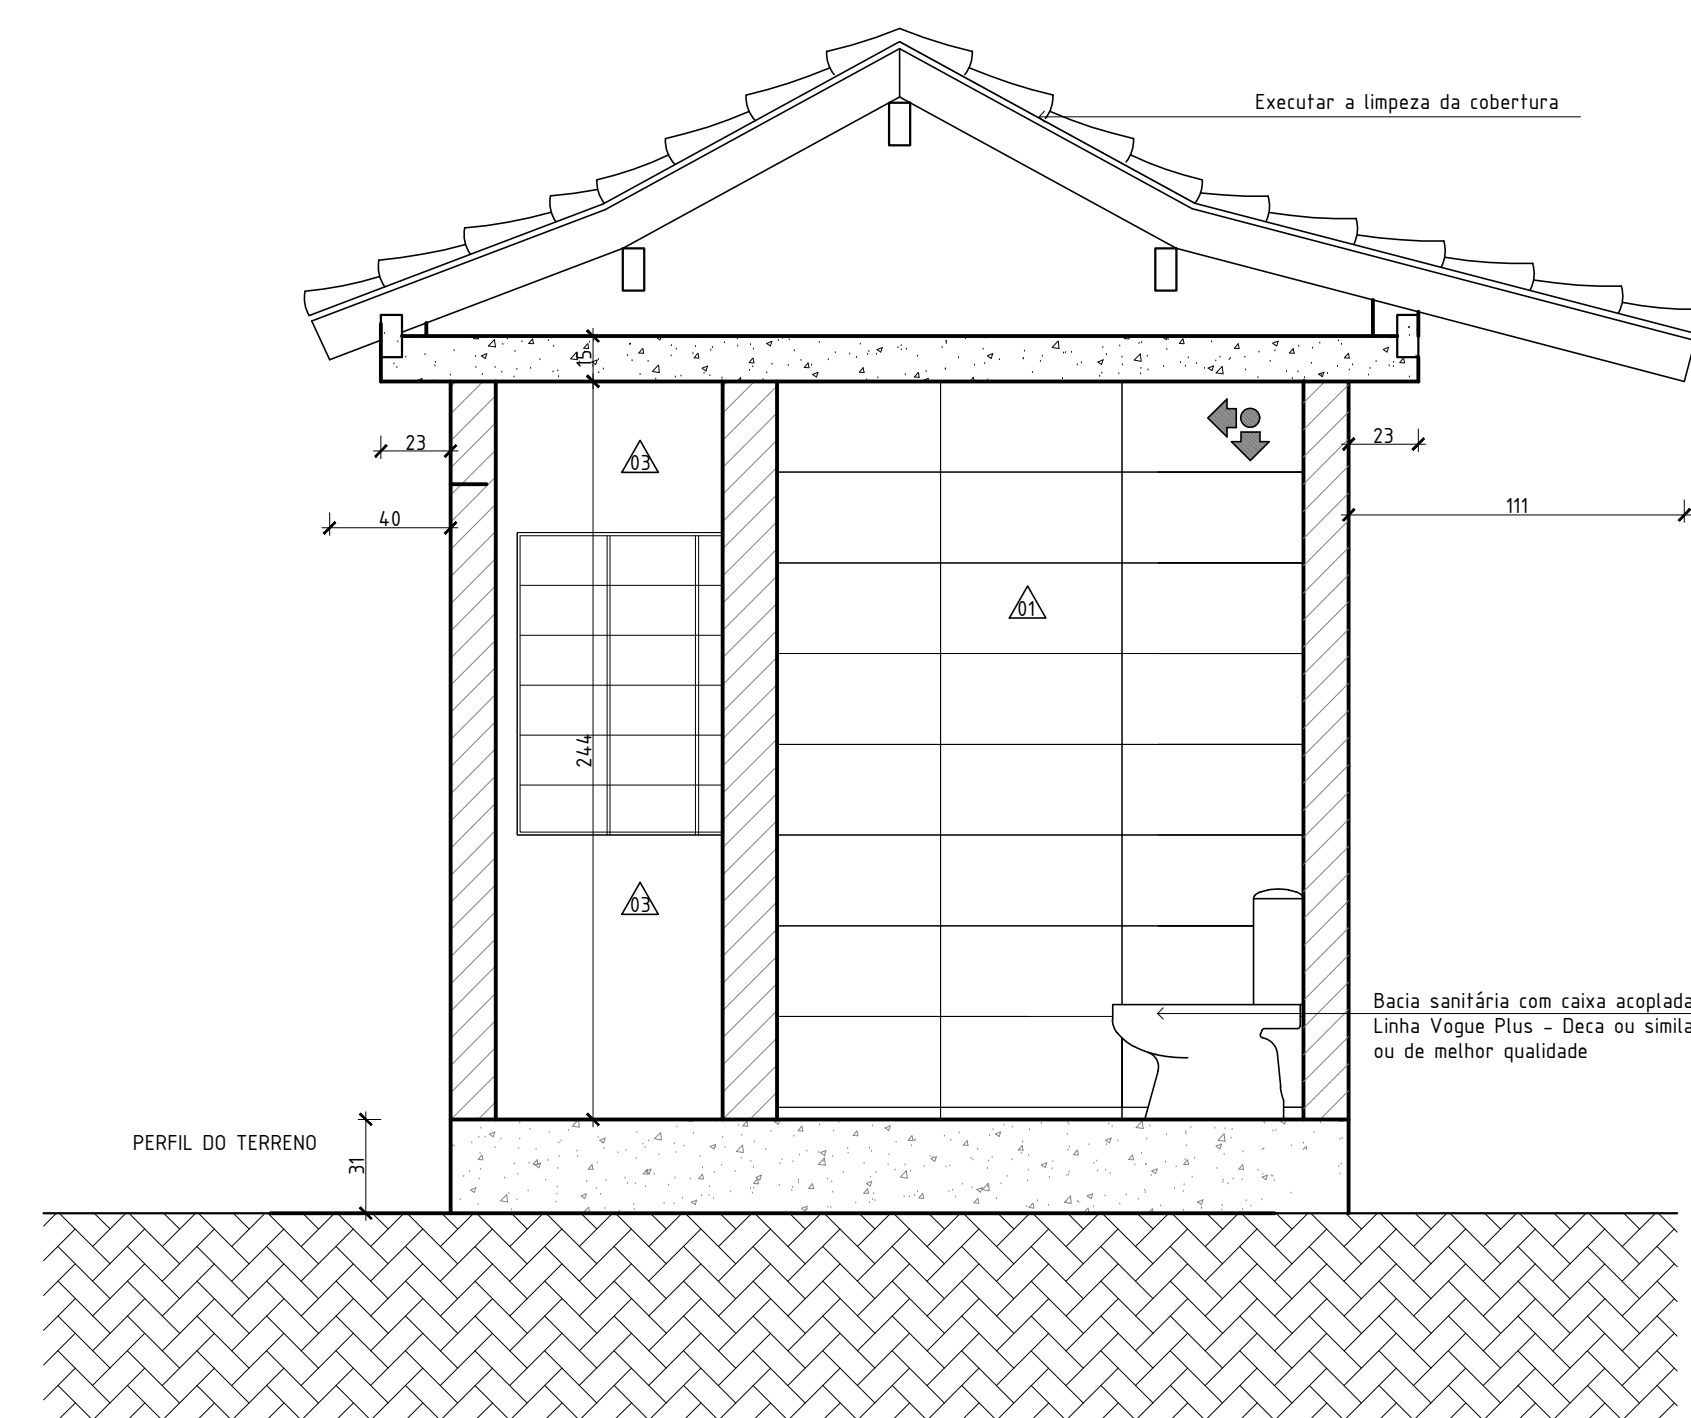 Executar a limpeza da cobertura
15
23
03
23
40
111
01
244
03
Bacia sanitária com caixa acoplada
Linha Vogue Plus - Deca ou simila
ou de melhor qualidade
PERFIL DO TERRENO
31